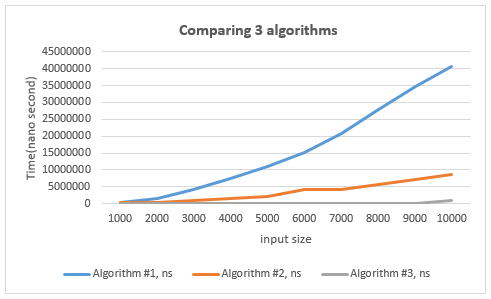 Comparing 3 algorithms
Time(nano second)
45000000
40000000
35000000
30000000
25000000
20000000
15000000
10000000
5000000
0
1000 2000 3000 4000 5000 6000 7000 8000 9000 10000
input size
Algorithm #1, ns Algorithm #2, ns Algorithm #3, ns